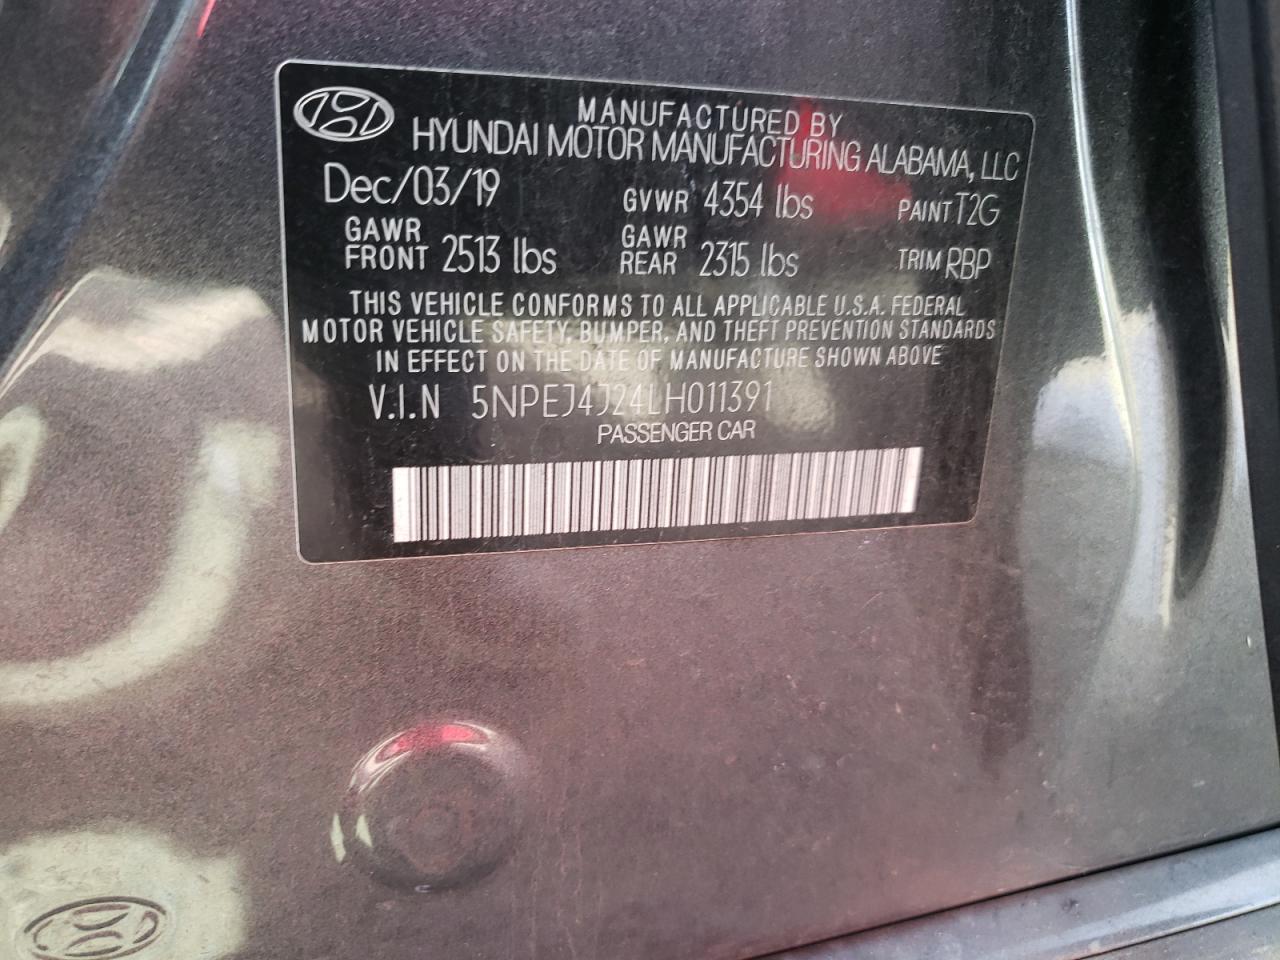 MANUFACTURED BY
HYUNDAI MOTOR MANUFACTURING ALABAMA, LLC
Dec/03/19 GVWR 4354 lbs PAINT T2G
GAWR FRONT 2513 lbs GAWR REAR 2315 lbs TRIM RBP
THIS VEHICLE CONFORMS TO ALL APPLICABLE U.S.A. FEDERAL
MOTOR VEHICLE SAFETY, BUMPER, AND THEFT PREVENTION STANDARDS
IN EFFECT ON THE DATE OF MANUFACTURE SHOWN ABOVE
V.I.N 5NPEJ4J24LH011391
PASSENGER CAR